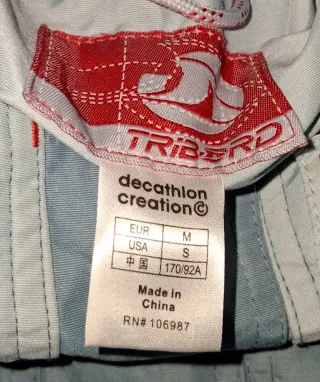 TRIBORD
decathlon
creation©
EUR M
USA S
中国 170/92A
Made in
China
RN# 106987